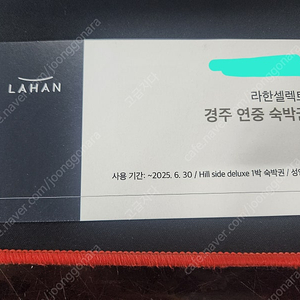 LAHAN
라한셀렉트
경주 연중 숙박권
사용 기간: ~2025. 6. 30 / Hill side deluxe 1박 숙박권 / 성인